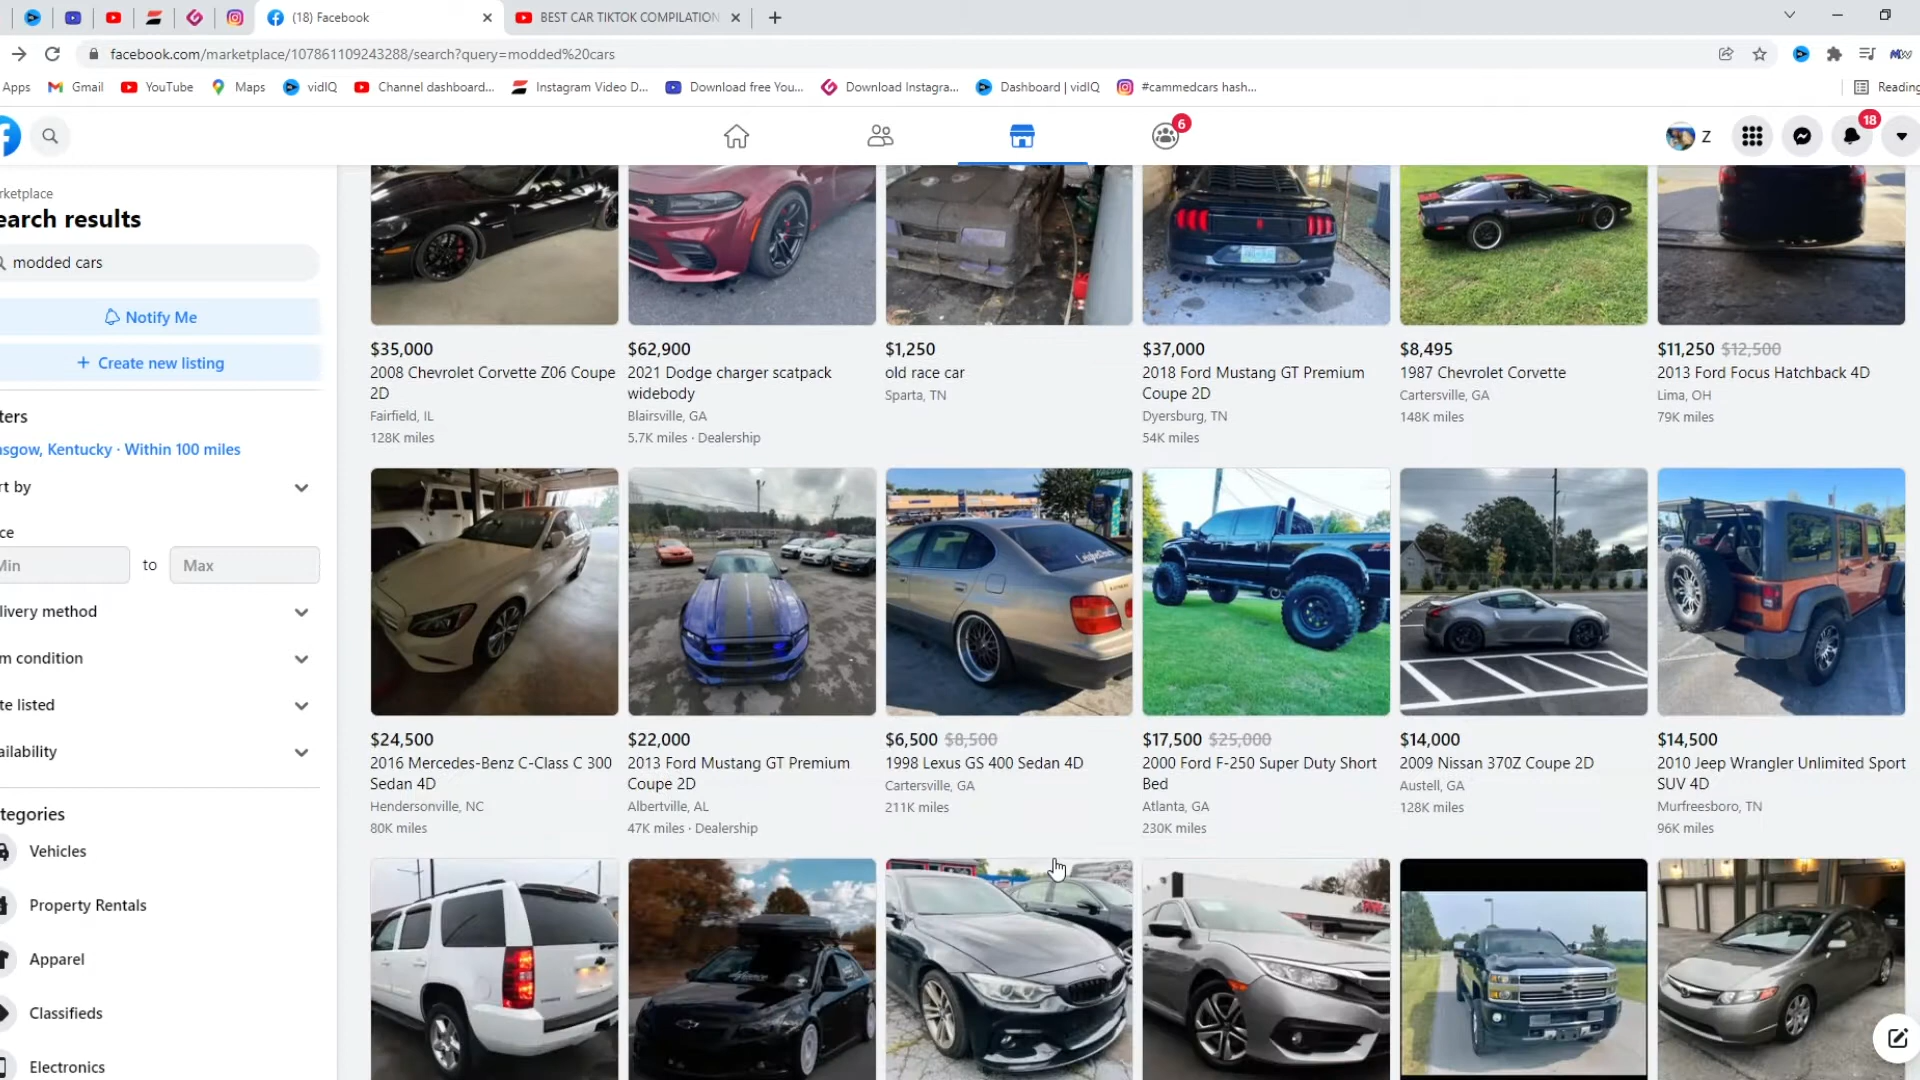 (18) Facebook
BEST CAR TIKTOK COMPILATION
facebook.com/marketplace/107861109243288/search?query=modded%20cars
Apps Gmail YouTube Maps vidIQ Channel dashboard... Instagram Video D... Download free You... Download Instagra... Dashboard | vidIQ #cammedcars hash... Reading
6
Z
18
rketplace
earch results
modded cars
Notify Me
+ Create new listing
ters
asgow, Kentucky · Within 100 miles
rt by
ce
Min to Max
livery method
m condition
te listed
ailability
tegories
Vehicles
Property Rentals
Apparel
Classifieds
Electronics
$35,000
2008 Chevrolet Corvette Z06 Coupe
2D
Fairfield, IL
128K miles
$62,900
2021 Dodge charger scatpack
widebody
Blairsville, GA
5.7K miles · Dealership
$1,250
old race car
Sparta, TN
$37,000
2018 Ford Mustang GT Premium
Coupe 2D
Dyersburg, TN
54K miles
$8,495
1987 Chevrolet Corvette
Cartersville, GA
148K miles
$11,250 $12,500
2013 Ford Focus Hatchback 4D
Lima, OH
79K miles
$24,500
2016 Mercedes-Benz C-Class C 300
Sedan 4D
Hendersonville, NC
80K miles
$22,000
2013 Ford Mustang GT Premium
Coupe 2D
Albertville, AL
47K miles · Dealership
$6,500 $8,500
1998 Lexus GS 400 Sedan 4D
Cartersville, GA
211K miles
$17,500 $25,000
2000 Ford F-250 Super Duty Short
Bed
Atlanta, GA
230K miles
$14,000
2009 Nissan 370Z Coupe 2D
Austell, GA
128K miles
$14,500
2010 Jeep Wrangler Unlimited Sport
SUV 4D
Murfreesboro, TN
96K miles